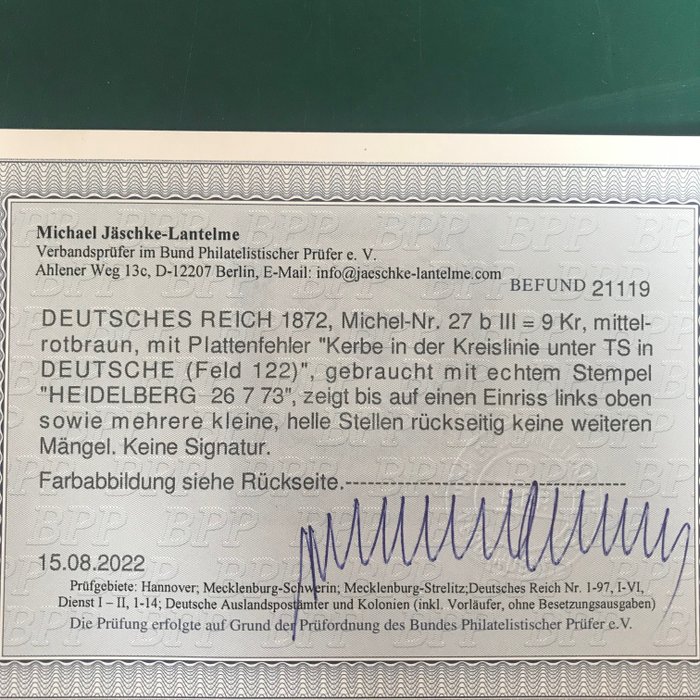 Michael Jäschke-Lantelme
Verbandsprüfer im Bund Philatelistischer Prüfer e. V.
Ahlener Weg 13c, D-12207 Berlin, E-Mail: info@jaeschke-lantelme.com
BEFUND 21119
DEUTSCHES REICH 1872, Michel-Nr. 27 b III = 9 Kr, mittel-
rotbraun, mit Plattenfehler "Kerbe in der Kreislinie unter TS in
DEUTSCHE (Feld 122)", gebraucht mit echtem Stempel
"HEIDELBERG 26 7 73", zeigt bis auf einen Einriss links oben
sowie mehrere kleine, helle Stellen rückseitig keine weiteren
Mängel. Keine Signatur.
Farbabbildung siehe Rückseite.--------------------------------
15.08.2022
Prüfgebiete: Hannover; Mecklenburg-Schwerin; Mecklenburg-Strelitz;Deutsches Reich Nr. 1-97, I-VI,
Dienst I – II, 1-14; Deutsche Auslandspostämter und Kolonien (inkl. Vorläufer, ohne Besetzungsausgaben)
Die Prüfung erfolgte auf Grund der Prüfordnung des Bundes Philatelistischer Prüfer e.V.